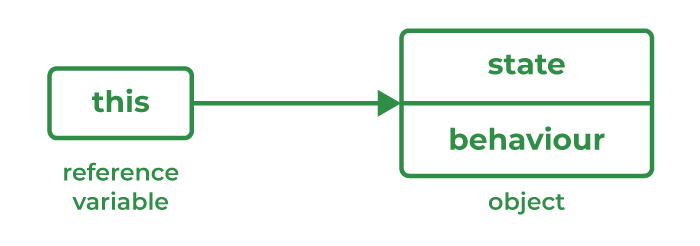 this
reference
variable
state
behaviour
object